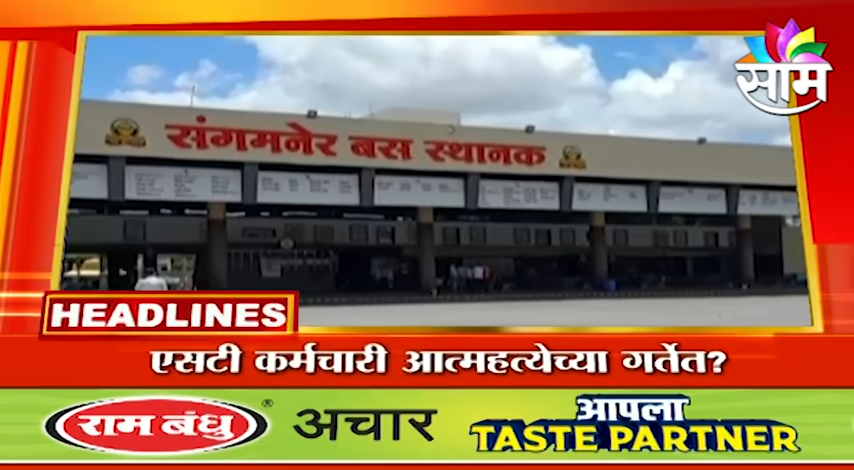 साम
संगमनेर बस स्थानक
HEADLINES
एसटी कर्मचारी आत्महत्येच्या गर्तेत?
राम बंधु ® अचार
आपला
TASTE PARTNER